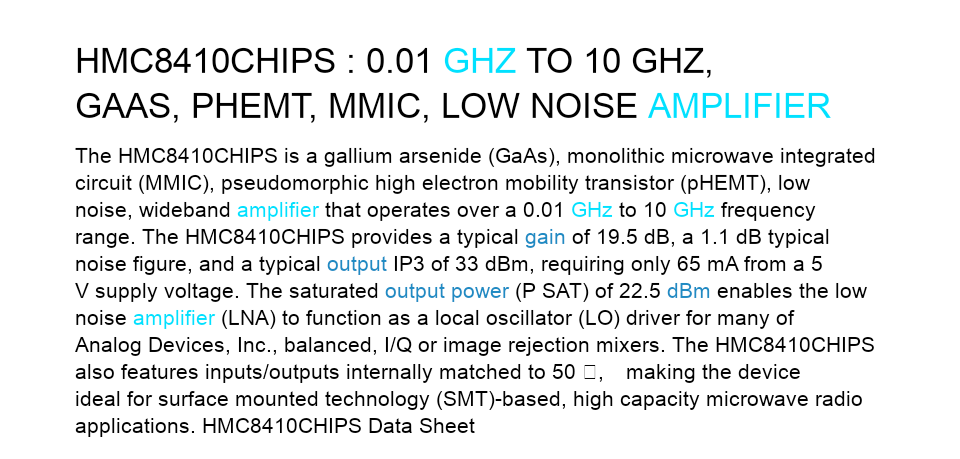 HMC8410CHIPS : 0.01 GHZ TO 10 GHZ,
GAAS, PHEMT, MMIC, LOW NOISE AMPLIFIER
The HMC8410CHIPS is a gallium arsenide (GaAs), monolithic microwave integrated
circuit (MMIC), pseudomorphic high electron mobility transistor (pHEMT), low
noise, wideband amplifier that operates over a 0.01 GHz to 10 GHz frequency
range. The HMC8410CHIPS provides a typical gain of 19.5 dB, a 1.1 dB typical
noise figure, and a typical output IP3 of 33 dBm, requiring only 65 mA from a 5
V supply voltage. The saturated output power (P SAT) of 22.5 dBm enables the low
noise amplifier (LNA) to function as a local oscillator (LO) driver for many of
Analog Devices, Inc., balanced, I/Q or image rejection mixers. The HMC8410CHIPS
also features inputs/outputs internally matched to 50 □, making the device
ideal for surface mounted technology (SMT)-based, high capacity microwave radio
applications. HMC8410CHIPS Data Sheet